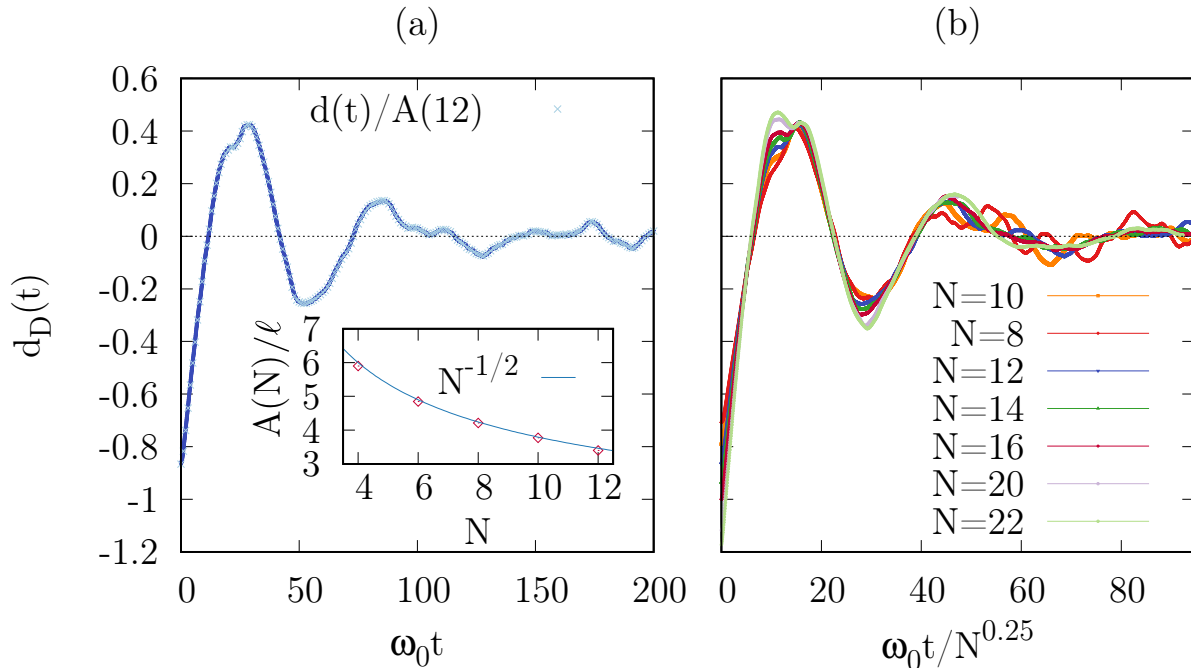 (a)
(b)
0.6
0.4
0.2
0
-0.2
-0.4
-0.6
-0.8
-1
-1.2
d_D(t)
d(t)/A(12)
7
6
5
4
3
A(N)/ℓ
N^{-1/2}
4 6 8 10 12
N
0 50 100 150 200
ω₀t
N=10
N=8
N=12
N=14
N=16
N=20
N=22
0 20 40 60 80
ω₀t/N^{0.25}